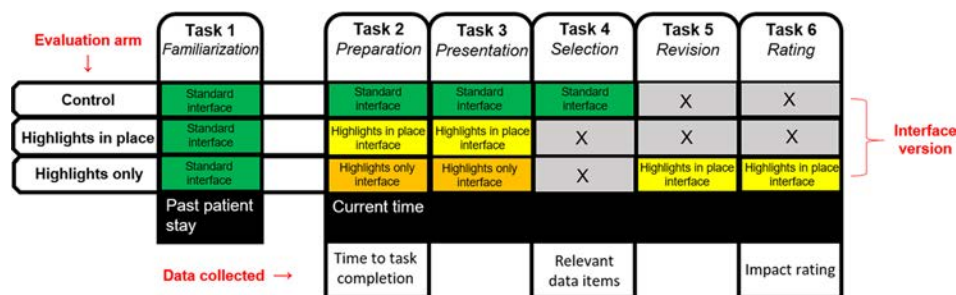 Evaluation arm
↓
Task 1
Familiarization
Task 2
Preparation
Task 3
Presentation
Task 4
Selection
Task 5
Revision
Task 6
Rating
Control
Standard
interface
Standard
interface
Standard
interface
Standard
interface
X
X
Highlights in place
Standard
interface
Highlights in place
interface
Highlights in place
interface
X
X
X
Highlights only
Standard
interface
Highlights only
interface
Highlights only
interface
X
Highlights in place
interface
Highlights in place
interface
Interface
version
Past patient
stay
Current time
Data collected →
Time to task
completion
Relevant
data items
Impact rating